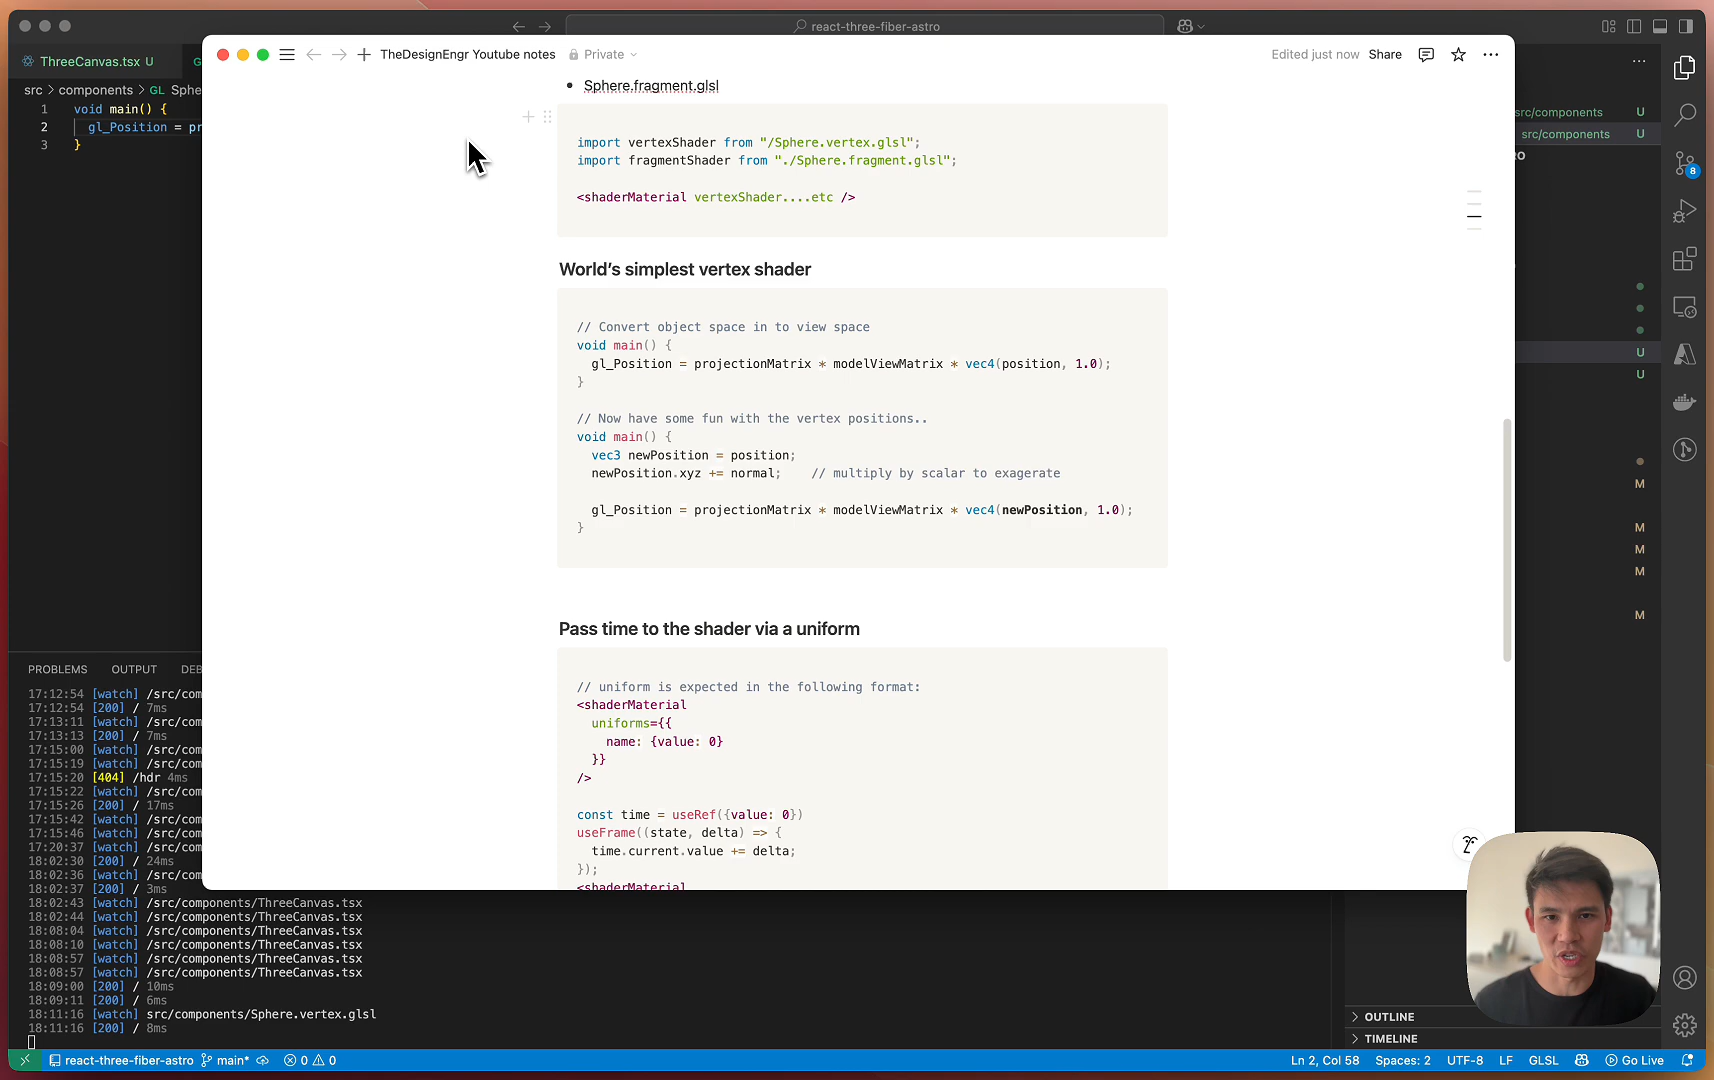 react-three-fiber-astro
ThreeCanvas.tsx U
src > components > GL Sphe
1 void main() {
2 gl_Position = pr
3 }
TheDesignEngr Youtube notes
Private
Edited just now
Share
Sphere.fragment.glsl
import vertexShader from "/Sphere.vertex.glsl";
import fragmentShader from "./Sphere.fragment.glsl";
<shaderMaterial vertexShader....etc />
World's simplest vertex shader
// Convert object space in to view space
void main() {
gl_Position = projectionMatrix * modelViewMatrix * vec4(position, 1.0);
}
// Now have some fun with the vertex positions..
void main() {
vec3 newPosition = position;
newPosition.xyz += normal; // multiply by scalar to exagerate
gl_Position = projectionMatrix * modelViewMatrix * vec4(newPosition, 1.0);
}
Pass time to the shader via a uniform
// uniform is expected in the following format:
<shaderMaterial
uniforms={{
name: {value: 0}
}}
/>
const time = useRef({value: 0})
useFrame((state, delta) => {
time.current.value += delta;
});
<shaderMaterial
src/components U
src/components U
RO
U
U
M
M
M
M
M
8
PROBLEMS OUTPUT DEB
17:12:54 [watch] /src/com
17:12:54 [200] / 7ms
17:13:11 [watch] /src/com
17:13:13 [200] / 7ms
17:15:00 [watch] /src/com
17:15:19 [watch] /src/com
17:15:20 [404] /hdr 4ms
17:15:22 [watch] /src/com
17:15:26 [200] / 17ms
17:15:42 [watch] /src/com
17:15:46 [watch] /src/com
17:20:37 [watch] /src/com
18:02:30 [200] / 24ms
18:02:36 [watch] /src/com
18:02:37 [200] / 3ms
18:02:43 [watch] /src/components/ThreeCanvas.tsx
18:02:44 [watch] /src/components/ThreeCanvas.tsx
18:08:04 [watch] /src/components/ThreeCanvas.tsx
18:08:10 [watch] /src/components/ThreeCanvas.tsx
18:08:57 [watch] /src/components/ThreeCanvas.tsx
18:08:57 [watch] /src/components/ThreeCanvas.tsx
18:09:00 [200] / 10ms
18:09:11 [200] / 6ms
18:11:16 [watch] src/components/Sphere.vertex.glsl
18:11:16 [200] / 8ms
OUTLINE
TIMELINE
react-three-fiber-astro main* 0 0
Ln 2, Col 58 Spaces: 2 UTF-8 LF GLSL Go Live